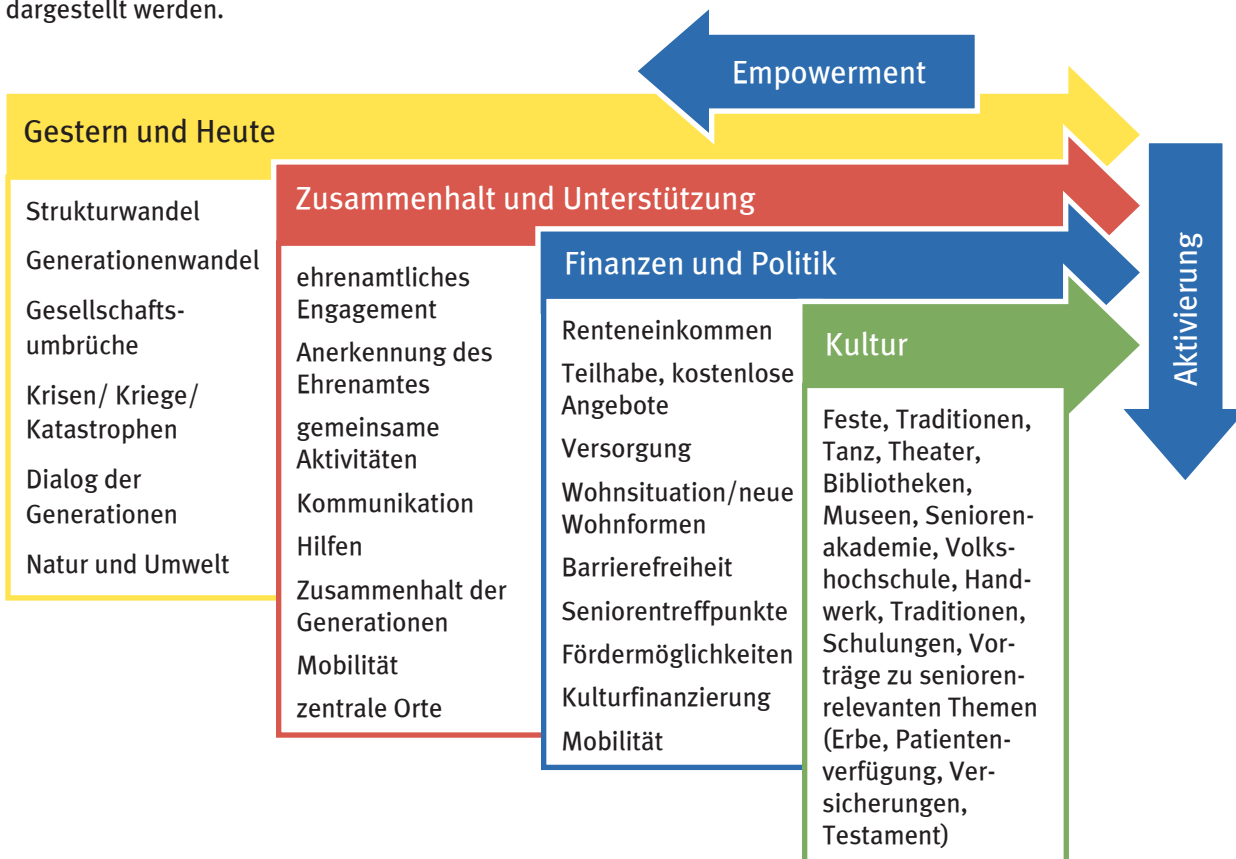 dargestellt werden.
Empowerment
Gestern und Heute
Strukturwandel
Generationenwandel
Gesellschafts-
umbrüche
Krisen/ Kriege/
Katastrophen
Dialog der
Generationen
Natur und Umwelt
Zusammenhalt und Unterstützung
ehrenamtliches
Engagement
Anerkennung des
Ehrenamtes
gemeinsame
Aktivitäten
Kommunikation
Hilfen
Zusammenhalt der
Generationen
Mobilität
zentrale Orte
Finanzen und Politik
Renteneinkommen
Teilhabe, kostenlose
Angebote
Versorgung
Wohnsituation/neue
Wohnformen
Barrierefreiheit
Seniorentreffpunkte
Fördermöglichkeiten
Kulturfinanzierung
Mobilität
Kultur
Feste, Traditionen,
Tanz, Theater,
Bibliotheken,
Museen, Senioren-
akademie, Volks-
hochschule, Hand-
werk, Traditionen,
Schulungen, Vor-
träge zu senioren-
relevanten Themen
(Erbe, Patienten-
verfügung, Ver-
sicherungen,
Testament)
Aktivierung